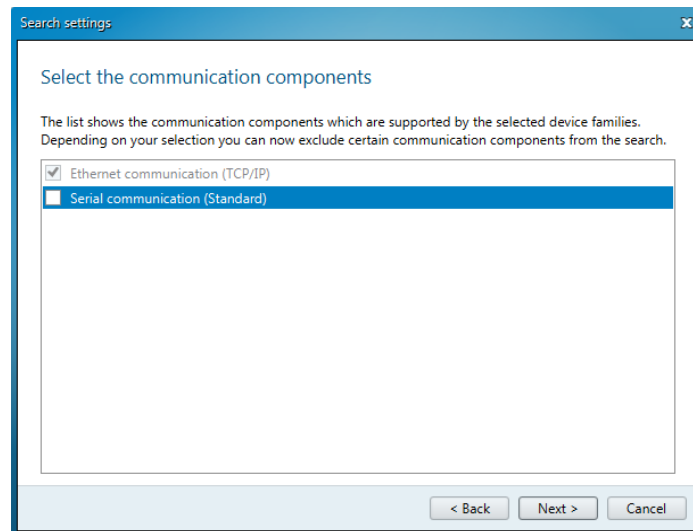 Search settings
Select the communication components
The list shows the communication components which are supported by the selected device families.
Depending on your selection you can now exclude certain communication components from the search.
Ethernet communication (TCP/IP)
Serial communication (Standard)
< Back
Next >
Cancel